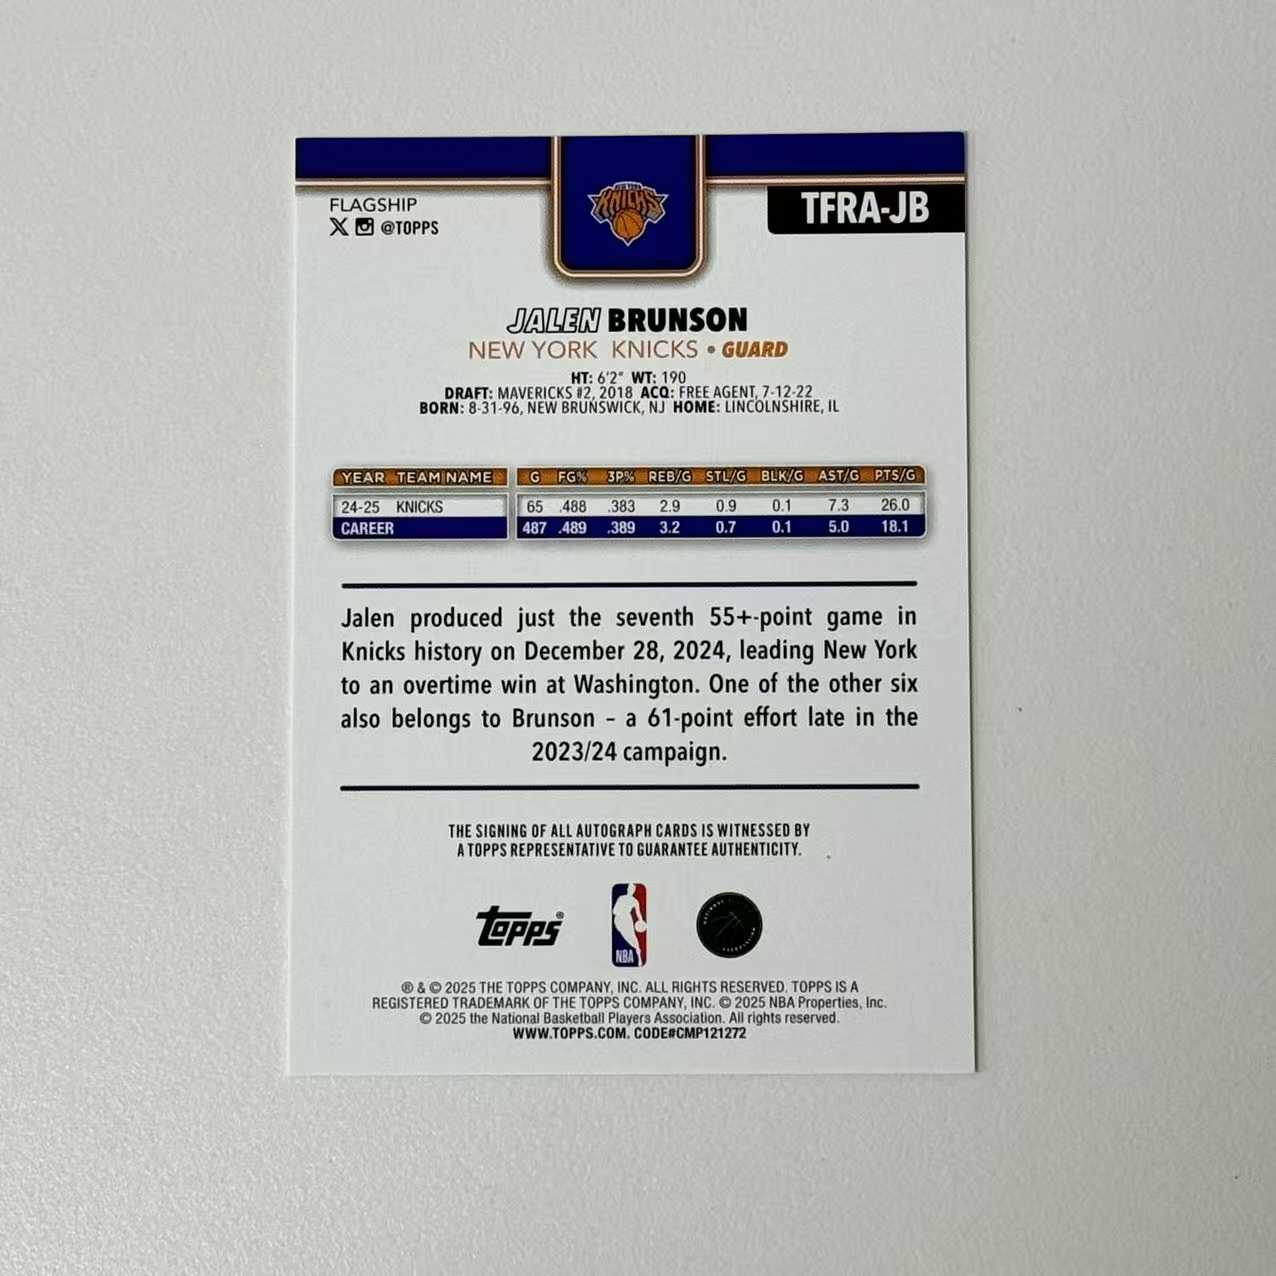 NEW YORK
KNICKS
FLAGSHIP
@TOPPS
TFRA-JB
JALEN BRUNSON
NEW YORK KNICKS • GUARD
HT: 6'2" WT: 190
DRAFT: MAVERICKS #2, 2018 ACQ: FREE AGENT, 7-12-22
BORN: 8-31-96, NEW BRUNSWICK, NJ HOME: LINCOLNSHIRE, IL
YEAR TEAM NAME G FG% 3P% REB/G STL/G BLK/G AST/G PTS/G
24-25 KNICKS 65 .488 .383 2.9 0.9 0.1 7.3 26.0
CAREER 487 .489 .389 3.2 0.7 0.1 5.0 18.1
Jalen produced just the seventh 55+-point game in
Knicks history on December 28, 2024, leading New York
to an overtime win at Washington. One of the other six
also belongs to Brunson – a 61-point effort late in the
2023/24 campaign.
THE SIGNING OF ALL AUTOGRAPH CARDS IS WITNESSED BY
A TOPPS REPRESENTATIVE TO GUARANTEE AUTHENTICITY.
topps®
NBA
® & © 2025 THE TOPPS COMPANY, INC. ALL RIGHTS RESERVED. TOPPS IS A
REGISTERED TRADEMARK OF THE TOPPS COMPANY, INC. © 2025 NBA Properties, Inc.
© 2025 the National Basketball Players Association. All rights reserved.
WWW.TOPPS.COM. CODE#CMP121272